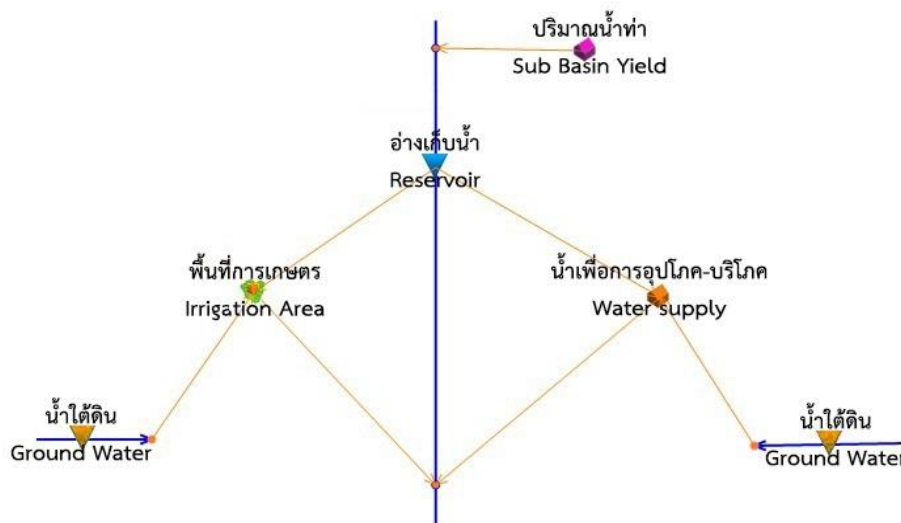 ปริมาณน้ำท่า
Sub Basin Yield
อ่างเก็บน้ำ
Reservoir
พื้นที่การเกษตร
Irrigation Area
น้ำเพื่อการอุปโภค-บริโภค
Water supply
น้ำใต้ดิน
Ground Water
น้ำใต้ดิน
Ground Water